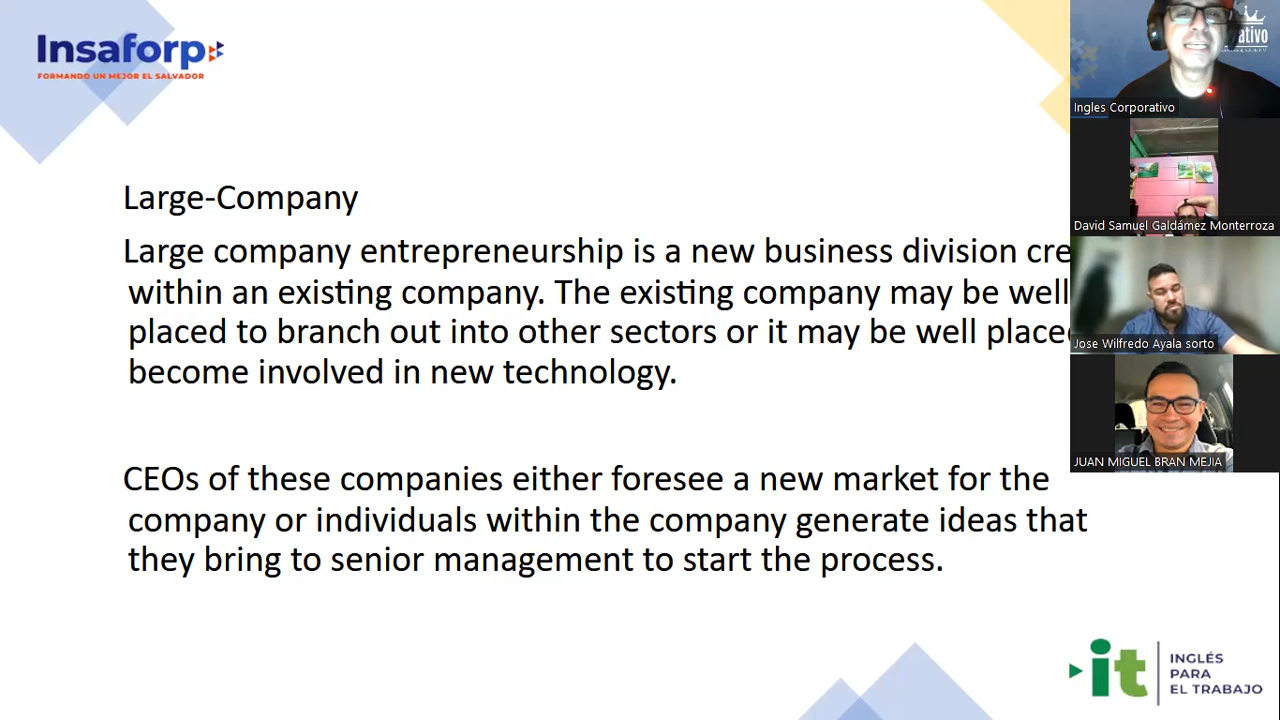 Insaforp
FORMANDO UN MEJOR EL SALVADOR
Large-Company
Large company entrepreneurship is a new business division cre
within an existing company. The existing company may be well
placed to branch out into other sectors or it may be well place
become involved in new technology.
CEOs of these companies either foresee a new market for the
company or individuals within the company generate ideas that
they bring to senior management to start the process.
ativo
Ingles Corporativo
David Samuel Galdámez Monterroza
Jose Wilfredo Ayala sorto
JUAN MIGUEL BRAN MEJIA
it
INGLÉS
PARA
EL TRABAJO